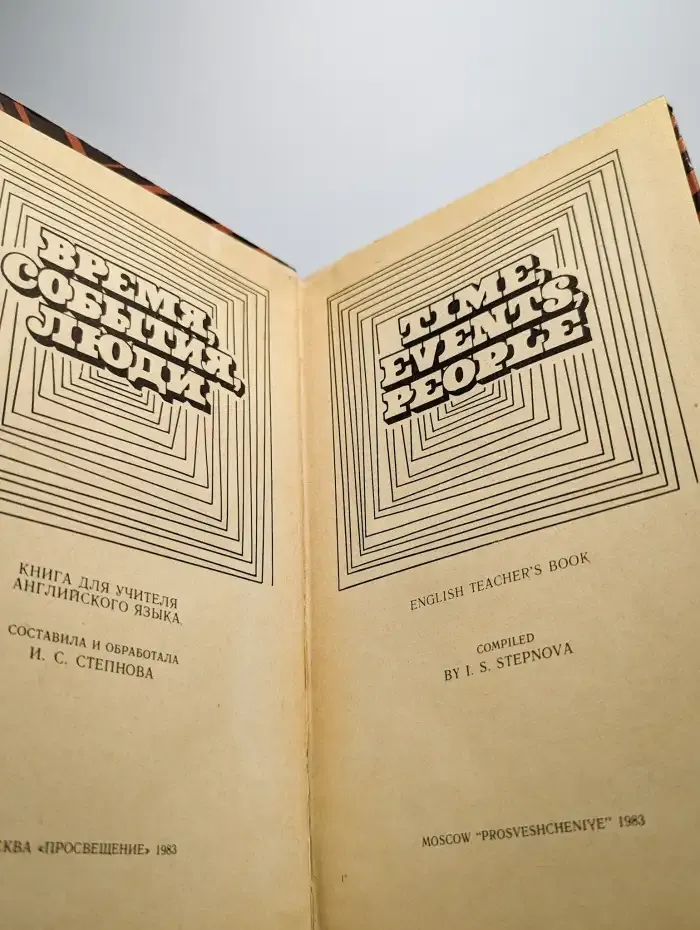 ВРЕМЯ,
СОБЫТИЯ,
ЛЮДИ
КНИГА ДЛЯ УЧИТЕЛЯ
АНГЛИЙСКОГО ЯЗЫКА
СОСТАВИЛА И ОБРАБОТАЛА
И. С. СТЕПНОВА
«ПРОСВЕЩЕНИЕ» 1983
TIME,
EVENTS,
PEOPLE
ENGLISH TEACHER'S BOOK
COMPILED
BY I. S. STEPNOVA
MOSCOW "PROSVESHCHENIYE" 1983